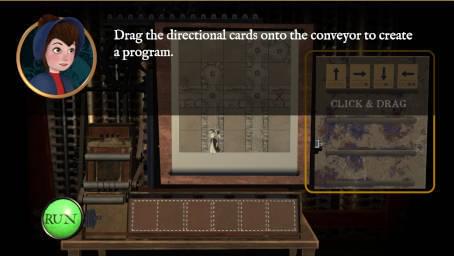 Drag the directional cards onto the conveyor to create
a program.
CLICK & DRAG
RUN